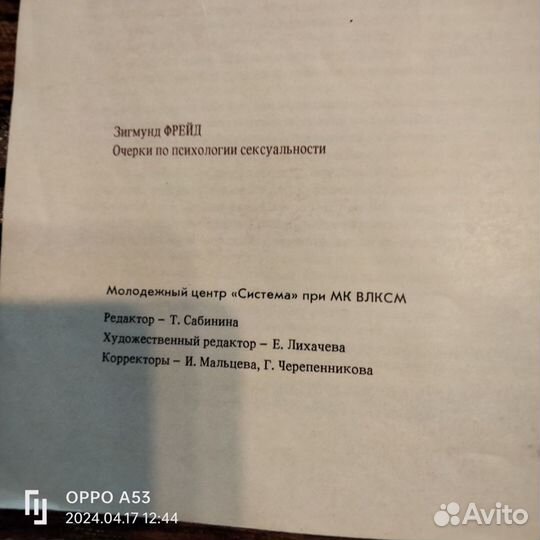 Зигмунд ФРЕЙД
Очерки по психологии сексуальности
Молодежный центр «Система» при МК ВЛКСМ
Редактор – Т. Сабинина
Художественный редактор – Е. Лихачева
Корректоры – И. Мальцева, Г. Черепенникова
OPPO A53
2024.04.17 12:44
Avito